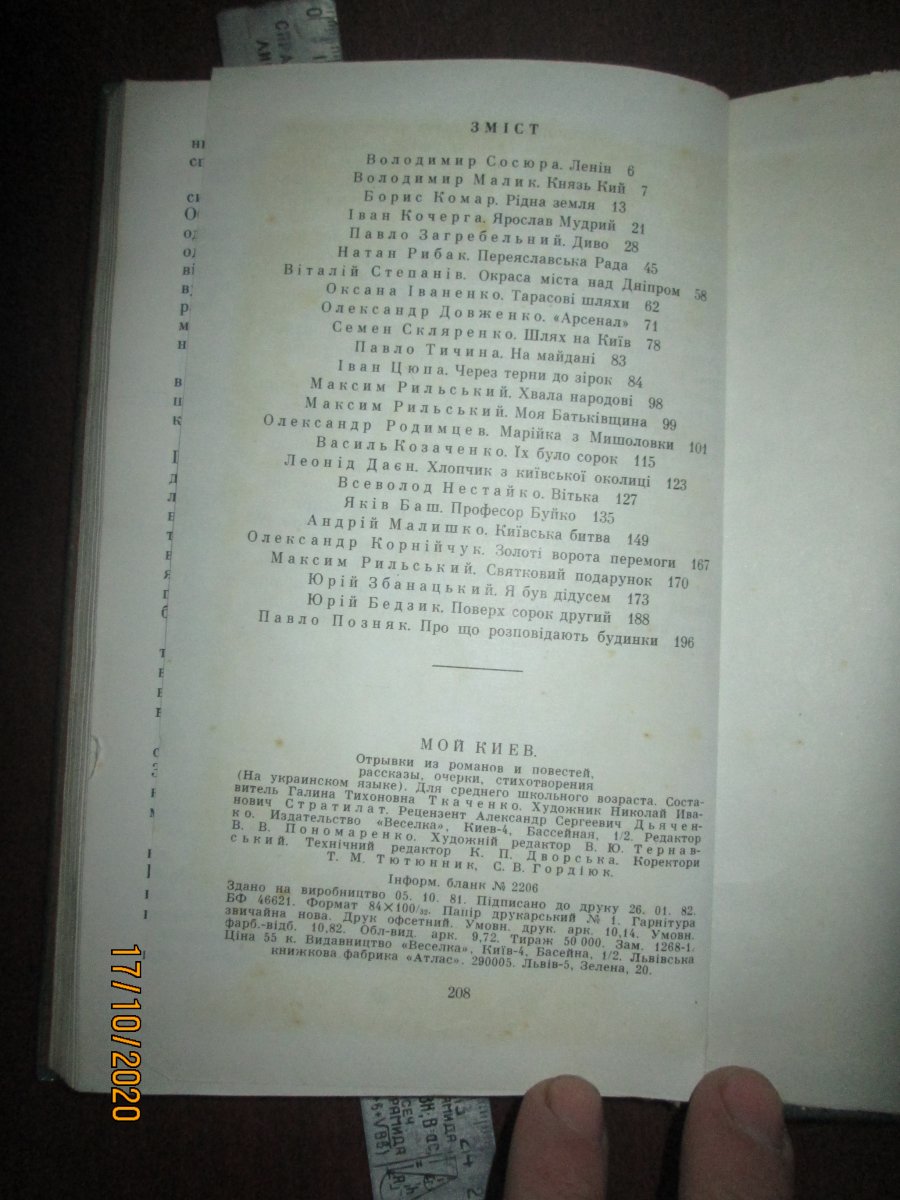 ЗМІСТ
Володимир Сосюра. Ленін 6
Володимир Малик. Князь Кий 7
Борис Комар. Рідна земля 13
Іван Кочерга. Ярослав Мудрий 21
Павло Загребельний. Диво 28
Натан Рибак. Переяславська Рада 45
Віталій Степанів. Окраса міста над Дніпром 58
Оксана Іваненко. Тарасові шляхи 62
Олександр Довженко. «Арсенал» 71
Семен Скляренко. Шлях на Київ 78
Павло Тичина. На майдані 83
Іван Цюпа. Через терни до зірок 84
Максим Рильський. Хвала народові 98
Максим Рильський. Моя Батьківщина 99
Олександр Родимцев. Марійка з Мишоловки 101
Василь Козаченко. Їх було сорок 115
Леонід Даєн. Хлопчик з київської околиці 123
Всеволод Нестайко. Вітька 127
Яків Баш. Професор Буйко 135
Андрій Малишко. Київська битва 149
Олександр Корнійчук. Золоті ворота перемоги 167
Максим Рильський. Святковий подарунок 170
Юрій Збанацький. Я був дідусем 173
Юрій Бедзик. Поверх сорок другий 188
Павло Позняк. Про що розповідають будинки 196
МОЙ КИЕВ.
Отрывки из романов и повестей,
рассказы, очерки, стихотворения
(На украинском языке). Для среднего школьного возраста. Соста-
витель Галина Тихоновна Ткаченко. Художник Николай Ива-
нович Стратилат. Рецензент Александр Сергеевич Дьячен-
ко. Издательство «Веселка», Киев-4, Бассейная, 1/2. Редактор
В. В. Пономаренко. Художній редактор В. Ю. Тернав-
ський. Технічний редактор К. П. Дворська. Коректори
Т. М. Тютюнник, С. В. Гордіюк.
Інформ. бланк № 2206
Здано на виробництво 05. 10. 81. Підписано до друку 26. 01. 82.
БФ 46621. Формат 84×100/32. Папір друкарський № 1. Гарнітура
звичайна нова. Друк офсетний. Умовн. друк. арк. 10,14. Умовн.
фарб.-відб. 10,82. Обл-вид. арк. 9,72. Тираж 50 000. Зам. 1268-1.
Ціна 55 к. Видавництво «Веселка», Київ-4, Басейна, 1/2. Львівська
книжкова фабрика «Атлас». 290005. Львів-5, Зелена, 20.
208
17/10/2020